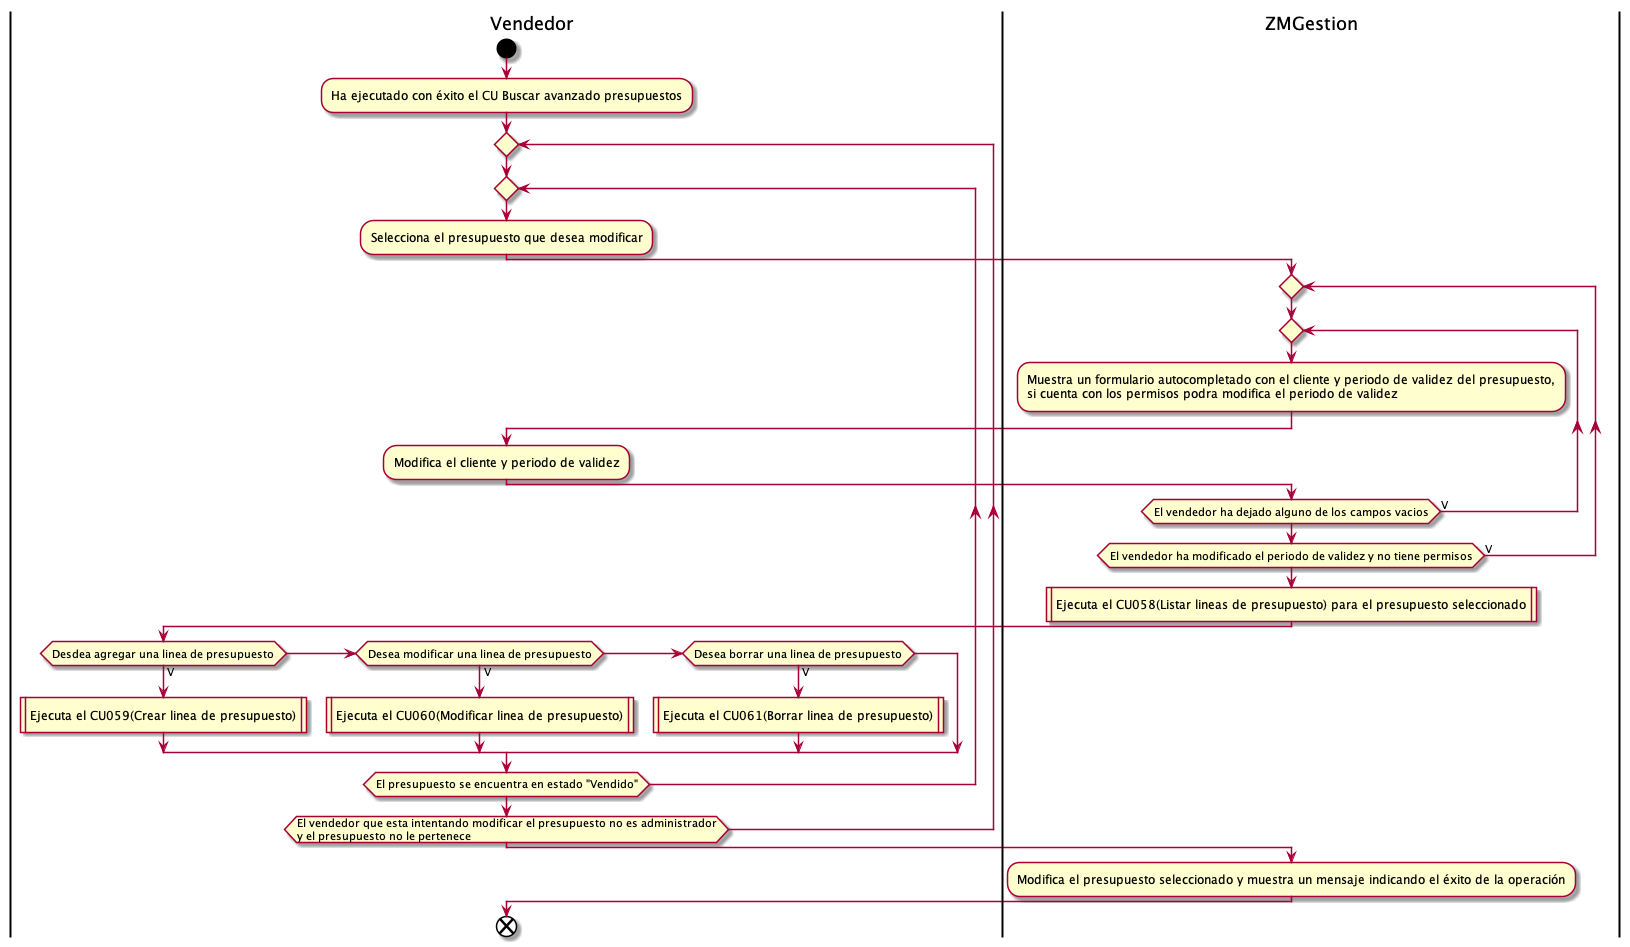 Vendedor
ZMGestion
Ha ejecutado con éxito el CU Buscar avanzado presupuestos
Selecciona el presupuesto que desea modificar
Muestra un formulario autocompletado con el cliente y periodo de validez del presupuesto,
si cuenta con los permisos podra modifica el periodo de validez
Modifica el cliente y periodo de validez
El vendedor ha dejado alguno de los campos vacios
V
El vendedor ha modificado el periodo de validez y no tiene permisos
V
Ejecuta el CU058(Listar lineas de presupuesto) para el presupuesto seleccionado
Desdea agregar una linea de presupuesto
Desea modificar una linea de presupuesto
Desea borrar una linea de presupuesto
V
V
V
Ejecuta el CU059(Crear linea de presupuesto)
Ejecuta el CU060(Modificar linea de presupuesto)
Ejecuta el CU061(Borrar linea de presupuesto)
El presupuesto se encuentra en estado "Vendido"
El vendedor que esta intentando modificar el presupuesto no es administrador
y el presupuesto no le pertenece
Modifica el presupuesto seleccionado y muestra un mensaje indicando el éxito de la operación